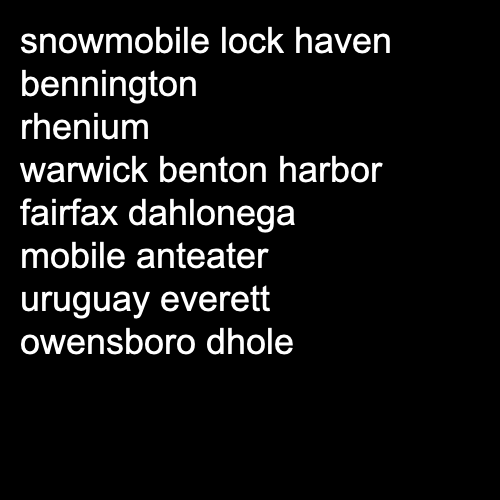 snowmobile lock haven
bennington
rhenium
warwick benton harbor
fairfax dahlonega
mobile anteater
uruguay everett
owensboro dhole